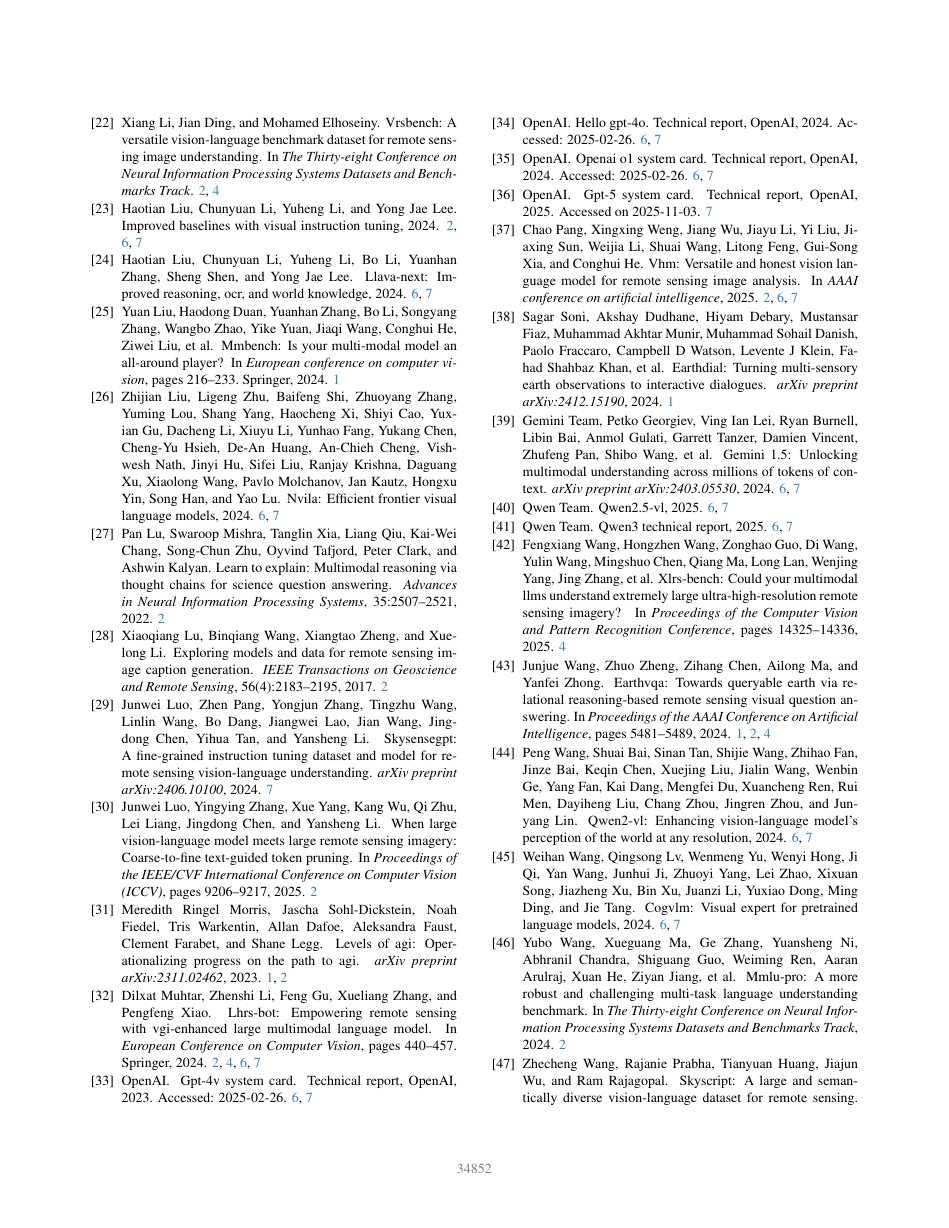 [22] Xiang Li, Jian Ding, and Mohamed Elhoseiny. Vrsbench: A
versatile vision-language benchmark dataset for remote sens-
ing image understanding. In The Thirty-eight Conference on
Neural Information Processing Systems Datasets and Bench-
marks Track. 2, 4
[23] Haotian Liu, Chunyuan Li, Yuheng Li, and Yong Jae Lee.
Improved baselines with visual instruction tuning, 2024. 2,
6, 7
[24] Haotian Liu, Chunyuan Li, Yuheng Li, Bo Li, Yuanhan
Zhang, Sheng Shen, and Yong Jae Lee. Llava-next: Im-
proved reasoning, ocr, and world knowledge, 2024. 6, 7
[25] Yuan Liu, Haodong Duan, Yuanhan Zhang, Bo Li, Songyang
Zhang, Wangbo Zhao, Yike Yuan, Jiaqi Wang, Conghui He,
Ziwei Liu, et al. Mmbench: Is your multi-modal model an
all-around player? In European conference on computer vi-
sion, pages 216–233. Springer, 2024. 1
[26] Zhijian Liu, Ligeng Zhu, Baifeng Shi, Zhuoyang Zhang,
Yuming Lou, Shang Yang, Haocheng Xi, Shiyi Cao, Yux-
ian Gu, Dacheng Li, Xiuyu Li, Yunhao Fang, Yukang Chen,
Cheng-Yu Hsieh, De-An Huang, An-Chieh Cheng, Vish-
wesh Nath, Jinyi Hu, Sifei Liu, Ranjay Krishna, Daguang
Xu, Xiaolong Wang, Pavlo Molchanov, Jan Kautz, Hongxu
Yin, Song Han, and Yao Lu. Nvila: Efficient frontier visual
language models, 2024. 6, 7
[27] Pan Lu, Swaroop Mishra, Tanglin Xia, Liang Qiu, Kai-Wei
Chang, Song-Chun Zhu, Oyvind Tafjord, Peter Clark, and
Ashwin Kalyan. Learn to explain: Multimodal reasoning via
thought chains for science question answering. Advances
in Neural Information Processing Systems, 35:2507–2521,
2022. 2
[28] Xiaoqiang Lu, Binqiang Wang, Xiangtao Zheng, and Xue-
long Li. Exploring models and data for remote sensing im-
age caption generation. IEEE Transactions on Geoscience
and Remote Sensing, 56(4):2183–2195, 2017. 2
[29] Junwei Luo, Zhen Pang, Yongjun Zhang, Tingzhu Wang,
Linlin Wang, Bo Dang, Jiangwei Lao, Jian Wang, Jing-
dong Chen, Yihua Tan, and Yansheng Li. Skysensegpt:
A fine-grained instruction tuning dataset and model for re-
mote sensing vision-language understanding. arXiv preprint
arXiv:2406.10100, 2024. 7
[30] Junwei Luo, Yingying Zhang, Xue Yang, Kang Wu, Qi Zhu,
Lei Liang, Jingdong Chen, and Yansheng Li. When large
vision-language model meets large remote sensing imagery:
Coarse-to-fine text-guided token pruning. In Proceedings of
the IEEE/CVF International Conference on Computer Vision
(ICCV), pages 9206–9217, 2025. 2
[31] Meredith Ringel Morris, Jascha Sohl-Dickstein, Noah
Fiedel, Tris Warkentin, Allan Dafoe, Aleksandra Faust,
Clement Farabet, and Shane Legg. Levels of agi: Oper-
ationalizing progress on the path to agi. arXiv preprint
arXiv:2311.02462, 2023. 1, 2
[32] Dilxat Muhtar, Zhenshi Li, Feng Gu, Xueliang Zhang, and
Pengfeng Xiao. Lhrs-bot: Empowering remote sensing
with vgi-enhanced large multimodal language model. In
European Conference on Computer Vision, pages 440–457.
Springer, 2024. 2, 4, 6, 7
[33] OpenAI. Gpt-4v system card. Technical report, OpenAI,
2023. Accessed: 2025-02-26. 6, 7
[34] OpenAI. Hello gpt-4o. Technical report, OpenAI, 2024. Ac-
cessed: 2025-02-26. 6, 7
[35] OpenAI. Openai o1 system card. Technical report, OpenAI,
2024. Accessed: 2025-02-26. 6, 7
[36] OpenAI. Gpt-5 system card. Technical report, OpenAI,
2025. Accessed on 2025-11-03. 7
[37] Chao Pang, Xingxing Weng, Jiang Wu, Jiayu Li, Yi Liu, Ji-
axing Sun, Weijia Li, Shuai Wang, Litong Feng, Gui-Song
Xia, and Conghui He. Vhm: Versatile and honest vision lan-
guage model for remote sensing image analysis. In AAAI
conference on artificial intelligence, 2025. 2, 6, 7
[38] Sagar Soni, Akshay Dudhane, Hiyam Debary, Mustansar
Fiaz, Muhammad Akhtar Munir, Muhammad Sohail Danish,
Paolo Fraccaro, Campbell D Watson, Levente J Klein, Fa-
had Shahbaz Khan, et al. Earthdial: Turning multi-sensory
earth observations to interactive dialogues. arXiv preprint
arXiv:2412.15190, 2024. 1
[39] Gemini Team, Petko Georgiev, Ving Ian Lei, Ryan Burnell,
Libin Bai, Anmol Gulati, Garrett Tanzer, Damien Vincent,
Zhufeng Pan, Shibo Wang, et al. Gemini 1.5: Unlocking
multimodal understanding across millions of tokens of con-
text. arXiv preprint arXiv:2403.05530, 2024. 6, 7
[40] Qwen Team. Qwen2.5-vl, 2025. 6, 7
[41] Qwen Team. Qwen3 technical report, 2025. 6, 7
[42] Fengxiang Wang, Hongzhen Wang, Zonghao Guo, Di Wang,
Yulin Wang, Mingshuo Chen, Qiang Ma, Long Lan, Wenjing
Yang, Jing Zhang, et al. Xlrs-bench: Could your multimodal
llms understand extremely large ultra-high-resolution remote
sensing imagery? In Proceedings of the Computer Vision
and Pattern Recognition Conference, pages 14325–14336,
2025. 4
[43] Junjue Wang, Zhuo Zheng, Zihang Chen, Ailong Ma, and
Yanfei Zhong. Earthvqa: Towards queryable earth via re-
lational reasoning-based remote sensing visual question an-
swering. In Proceedings of the AAAI Conference on Artificial
Intelligence, pages 5481–5489, 2024. 1, 2, 4
[44] Peng Wang, Shuai Bai, Sinan Tan, Shijie Wang, Zhihao Fan,
Jinze Bai, Keqin Chen, Xuejing Liu, Jialin Wang, Wenbin
Ge, Yang Fan, Kai Dang, Mengfei Du, Xuancheng Ren, Rui
Men, Dayiheng Liu, Chang Zhou, Jingren Zhou, and Jun-
yang Lin. Qwen2-vl: Enhancing vision-language model's
perception of the world at any resolution, 2024. 6, 7
[45] Weihan Wang, Qingsong Lv, Wenmeng Yu, Wenyi Hong, Ji
Qi, Yan Wang, Junhui Ji, Zhuoyi Yang, Lei Zhao, Xixuan
Song, Jiazheng Xu, Bin Xu, Juanzi Li, Yuxiao Dong, Ming
Ding, and Jie Tang. Cogvlm: Visual expert for pretrained
language models, 2024. 6, 7
[46] Yubo Wang, Xueguang Ma, Ge Zhang, Yuansheng Ni,
Abhranil Chandra, Shiguang Guo, Weiming Ren, Aaran
Arulraj, Xuan He, Ziyan Jiang, et al. Mmlu-pro: A more
robust and challenging multi-task language understanding
benchmark. In The Thirty-eight Conference on Neural Infor-
mation Processing Systems Datasets and Benchmarks Track,
2024. 2
[47] Zhecheng Wang, Rajanie Prabha, Tianyuan Huang, Jiajun
Wu, and Ram Rajagopal. Skyscript: A large and seman-
tically diverse vision-language dataset for remote sensing.
34852